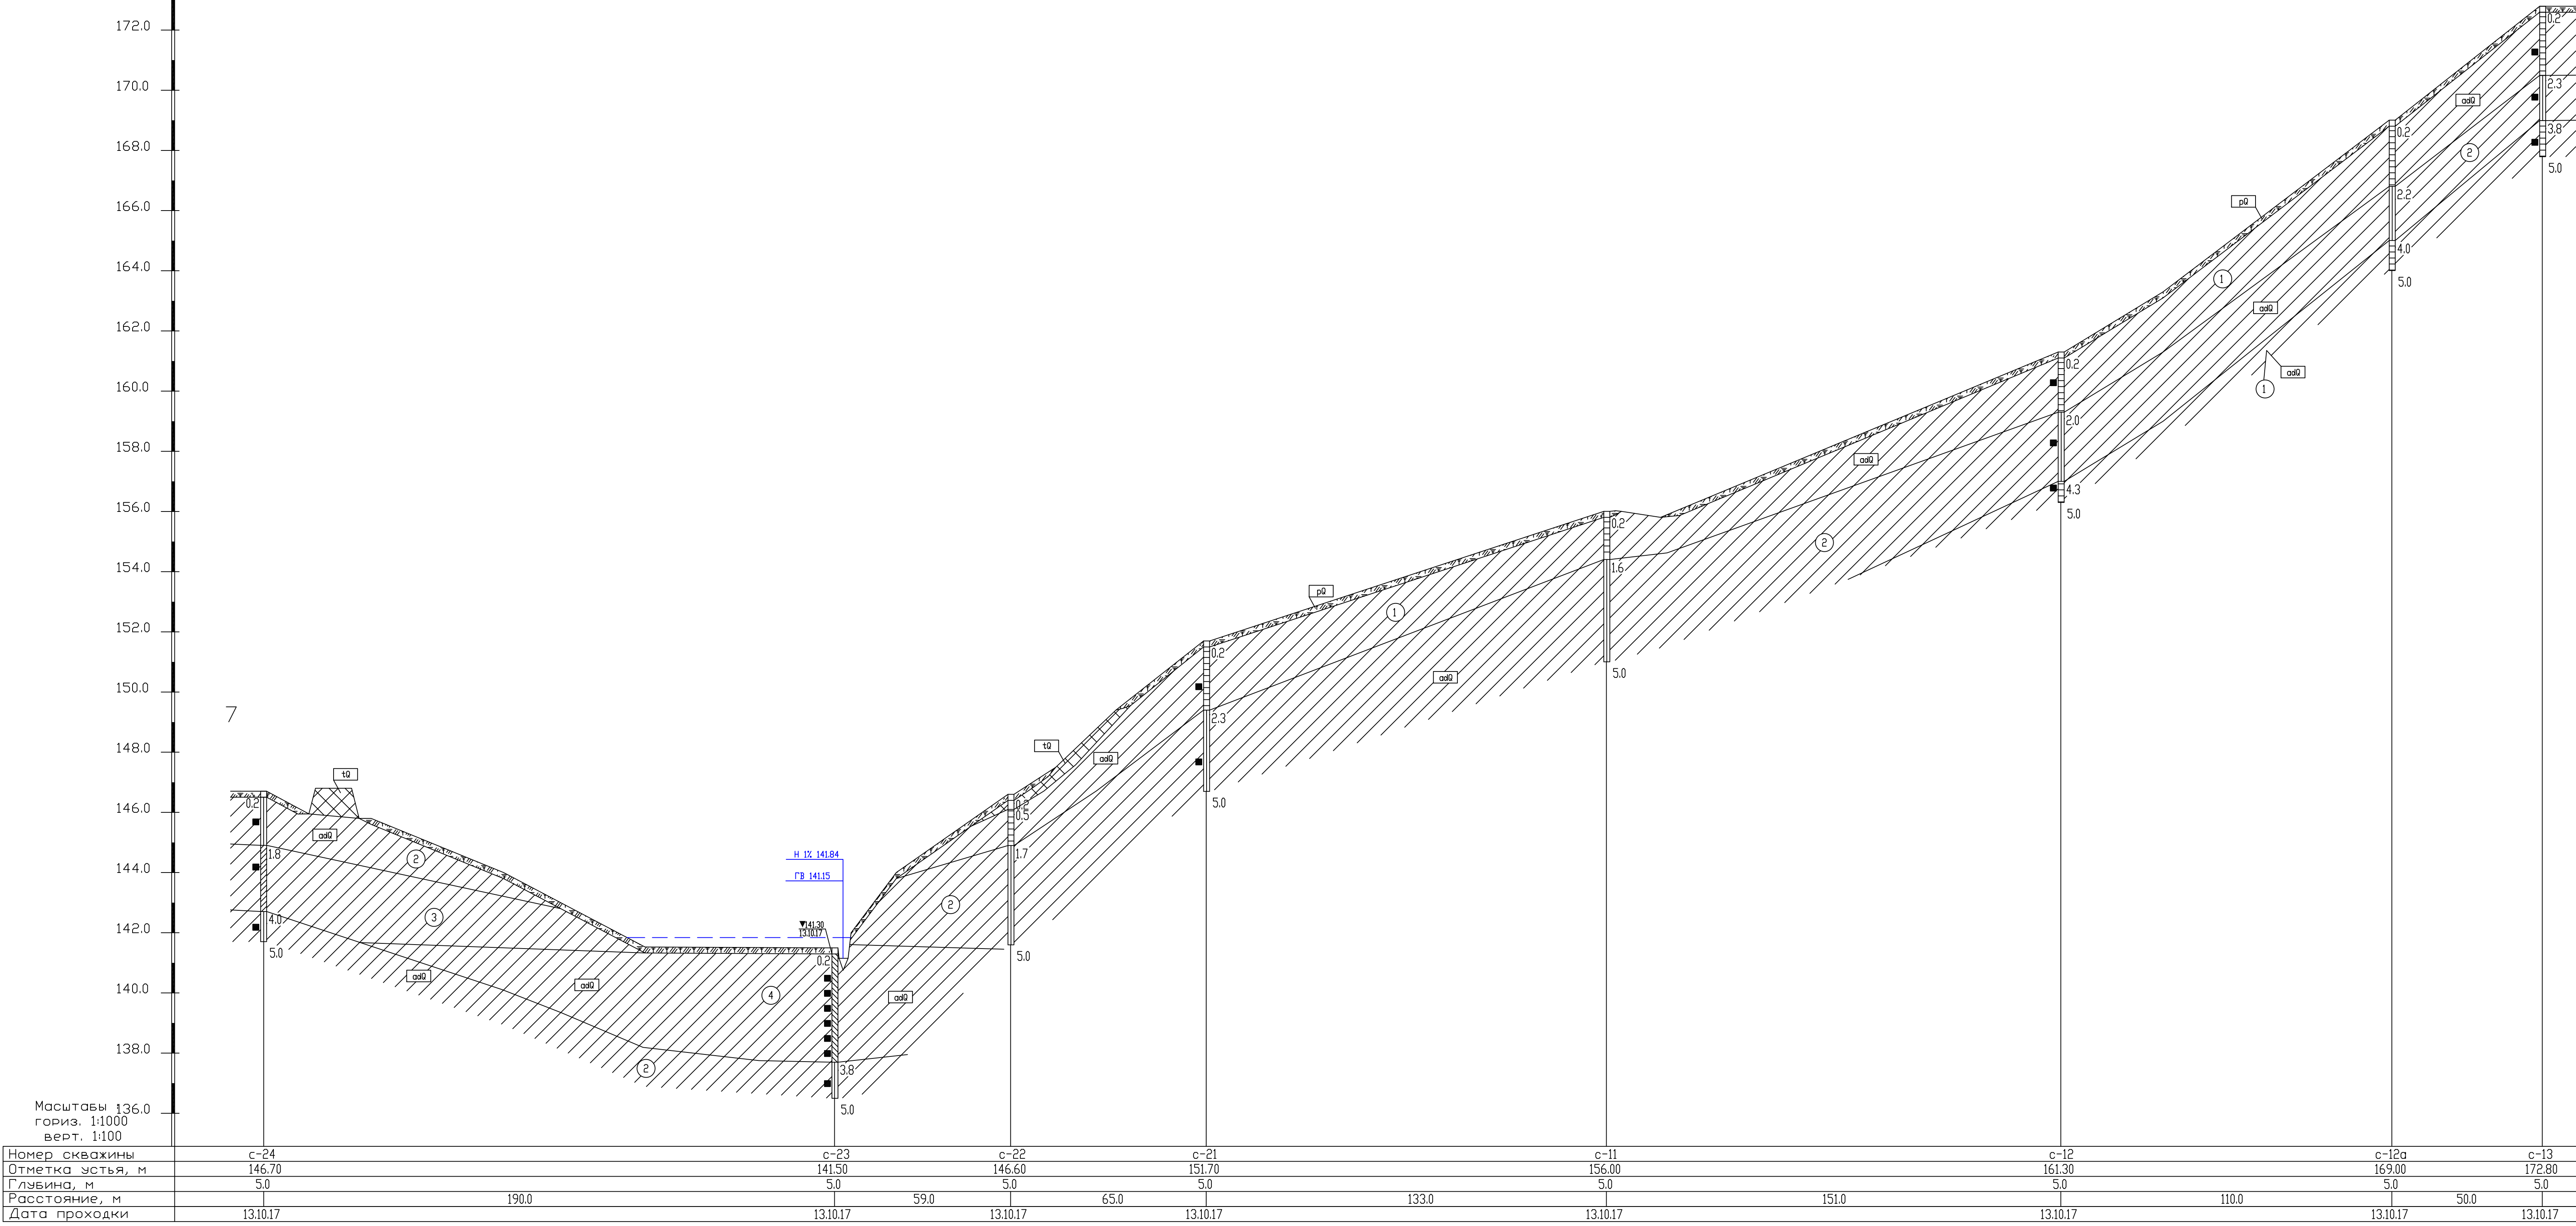 172.0
170.0
168.0
166.0
164.0
162.0
160.0
158.0
156.0
154.0
152.0
150.0
148.0
146.0
144.0
142.0
140.0
138.0
136.0
7
tQ
0.2
adQ
2
1.8
3
4.0
5.0
adQ
adQ
2
H 1% 141.84
ГВ 141.15
141.30
13.10.17
0.2
4
3.8
5.0
adQ
2
0.2
0.5
1.7
5.0
tQ
adQ
0.2
2.3
5.0
pQ
1
adQ
0.2
1.6
5.0
adQ
2
0.2
2.0
4.3
5.0
pQ
1
adQ
adQ
1
0.2
2.2
4.0
5.0
adQ
2
0.2
2.3
3.8
5.0
Масштабы :
гориз. 1:1000
верт. 1:100
Номер скважины с-24 с-23 с-22 с-21 с-11 с-12 с-12а с-13
Отметка устья, м 146.70 141.50 146.60 151.70 156.00 161.30 169.00 172.80
Глубина, м 5.0 5.0 5.0 5.0 5.0 5.0 5.0 5.0
Расстояние, м 190.0 59.0 65.0 133.0 151.0 110.0 50.0
Дата проходки 13.10.17 13.10.17 13.10.17 13.10.17 13.10.17 13.10.17 13.10.17 13.10.17